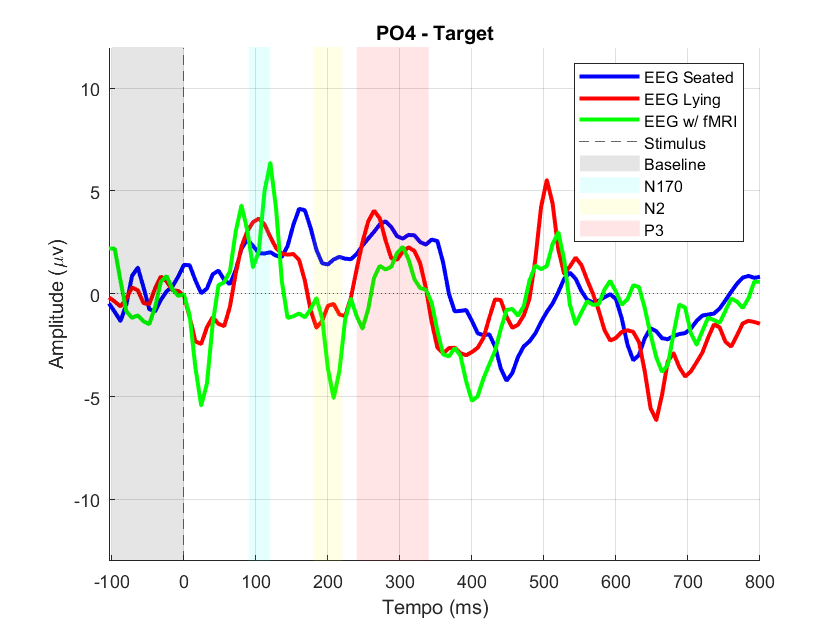 PO4 - Target
EEG Seated
EEG Lying
EEG w/ fMRI
Stimulus
Baseline
N170
N2
P3
Amplitude (μv)
10
5
0
-5
-10
-100 0 100 200 300 400 500 600 700 800
Tempo (ms)